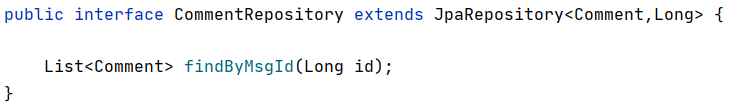 public interface CommentRepository extends JpaRepository<Comment,Long> {
List<Comment> findByMsgId(Long id);
}